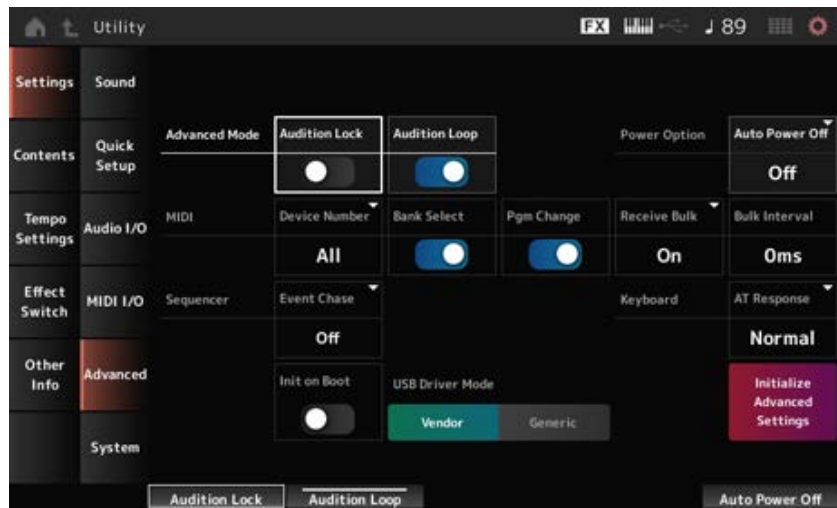 Utility
FX
♩ 89
Settings
Sound
Contents
Quick
Setup
Advanced Mode
Audition Lock
Audition Loop
Power Option
Auto Power Off
Off
Tempo
Settings
Audio I/O
MIDI
Device Number
Bank Select
Pgm Change
Receive Bulk
Bulk Interval
All
On
0ms
Effect
Switch
MIDI I/O
Sequencer
Event Chase
Keyboard
AT Response
Off
Normal
Other
Info
Advanced
Init on Boot
USB Driver Mode
Vendor
Generic
Initialize
Advanced
Settings
System
Audition Lock
Audition Loop
Auto Power Off